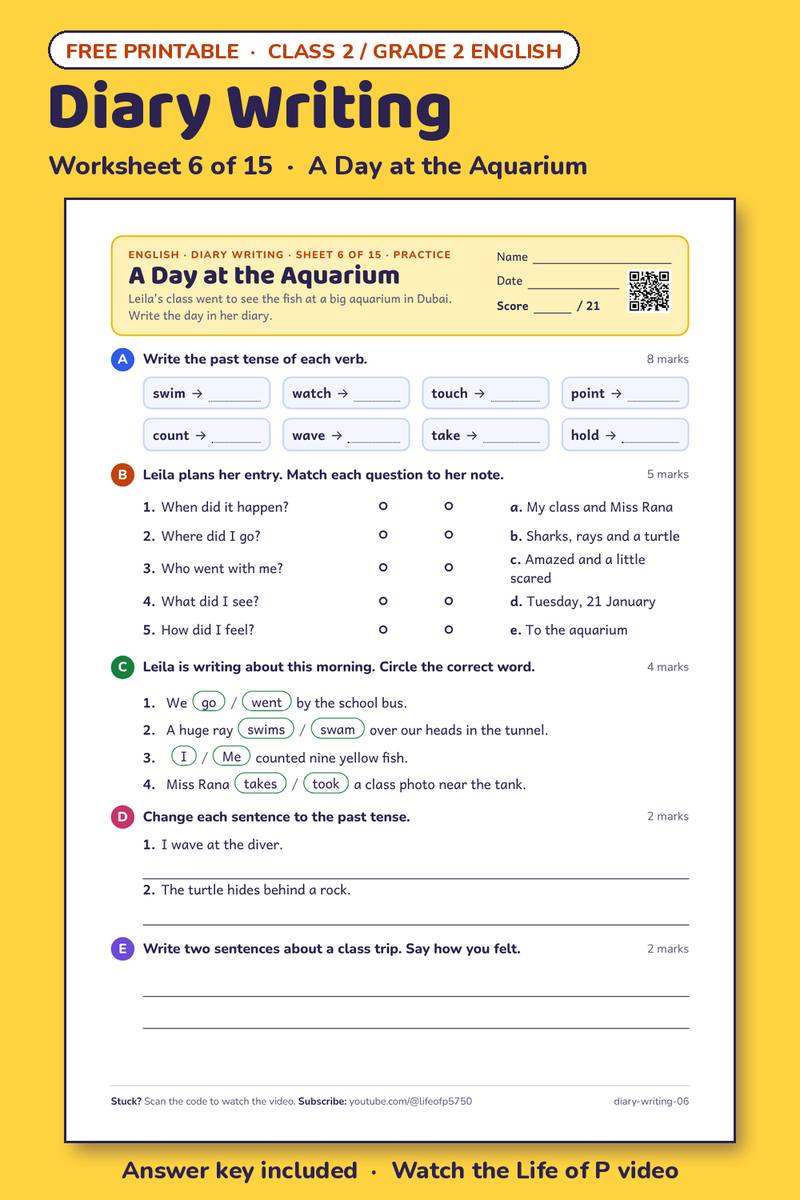 FREE PRINTABLE · CLASS 2 / GRADE 2 ENGLISH
Diary Writing
Worksheet 6 of 15 · A Day at the Aquarium
ENGLISH · DIARY WRITING · SHEET 6 OF 15 · PRACTICE
A Day at the Aquarium
Leila's class went to see the fish at a big aquarium in Dubai.
Write the day in her diary.
Name
Date
Score / 21
A Write the past tense of each verb. 8 marks
swim → watch → touch → point →
count → wave → take → hold →
B Leila plans her entry. Match each question to her note. 5 marks
1. When did it happen? a. My class and Miss Rana
2. Where did I go? b. Sharks, rays and a turtle
3. Who went with me? c. Amazed and a little
scared
4. What did I see? d. Tuesday, 21 January
5. How did I feel? e. To the aquarium
C Leila is writing about this morning. Circle the correct word. 4 marks
1. We go / went by the school bus.
2. A huge ray swims / swam over our heads in the tunnel.
3. I / Me counted nine yellow fish.
4. Miss Rana takes / took a class photo near the tank.
D Change each sentence to the past tense. 2 marks
1. I wave at the diver.
2. The turtle hides behind a rock.
E Write two sentences about a class trip. Say how you felt. 2 marks
Stuck? Scan the code to watch the video. Subscribe: youtube.com/@lifeofp5750 diary-writing-06
Answer key included · Watch the Life of P video